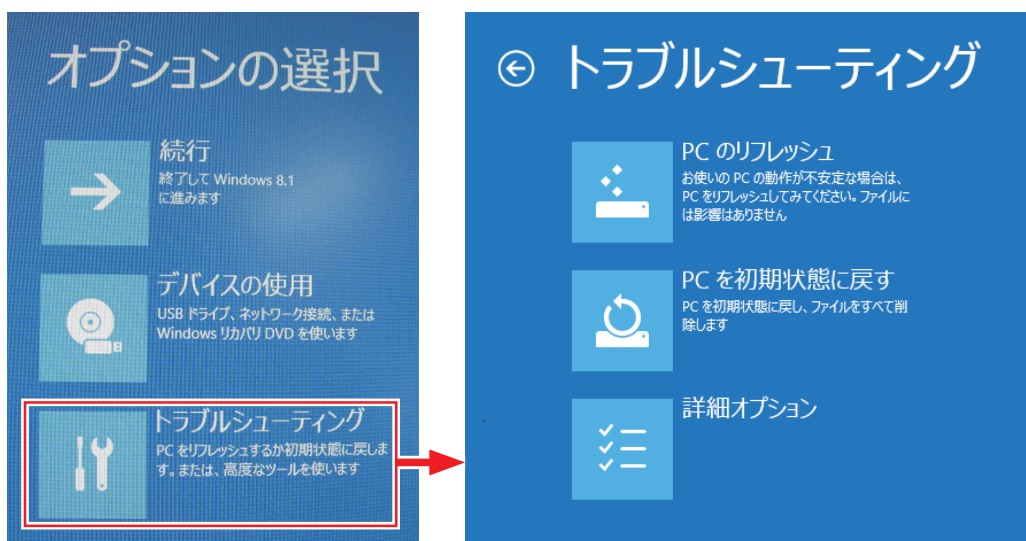 オプションの選択
続行
終了して Windows 8.1
に進みます
デバイスの使用
USB ドライブ、ネットワーク接続、または
Windows リカバリ DVD を使います
トラブルシューティング
PC をリフレッシュするか初期状態に戻しま
す。または、高度なツールを使います
トラブルシューティング
PC のリフレッシュ
お使いの PC の動作が不安定な場合は、
PC をリフレッシュしてみてください。ファイルに
は影響はありません
PC を初期状態に戻す
PC を初期状態に戻し、ファイルをすべて削
除します
詳細オプション